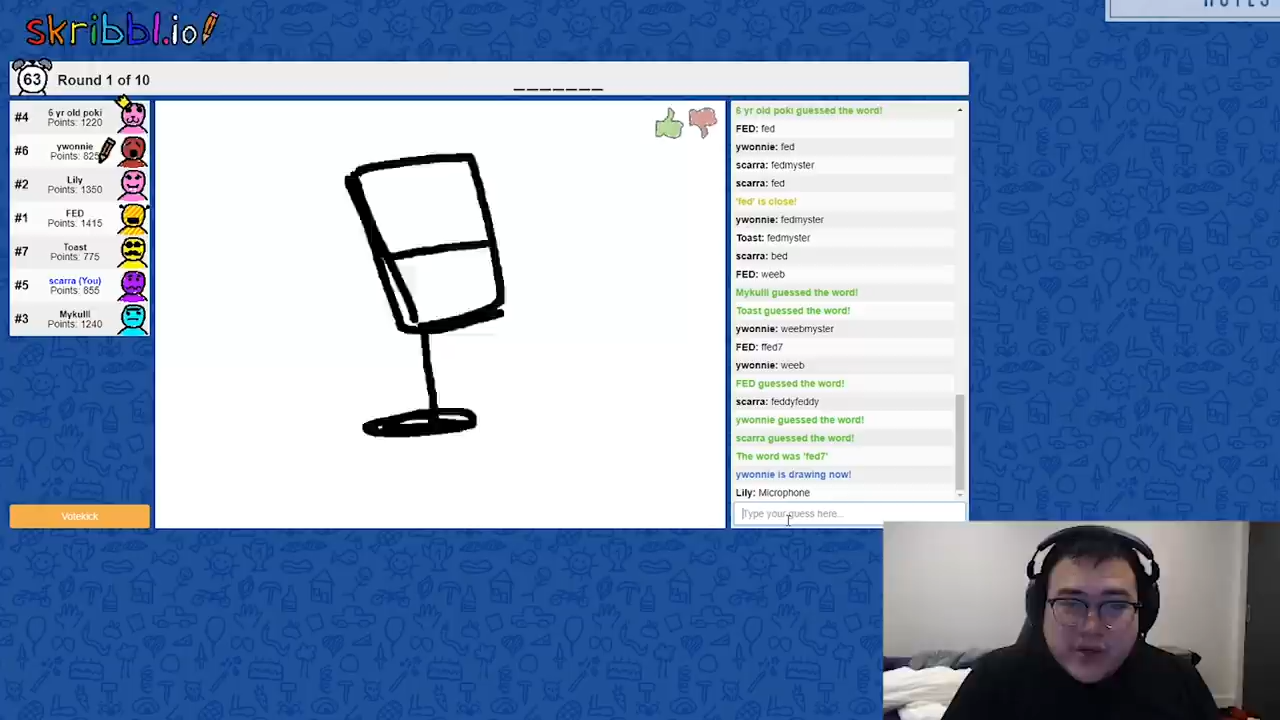 skribbl.io
63
Round 1 of 10
_______
#4 6 yr old poki
Points: 1220
#6 ywonnie
Points: 825
#2 Lily
Points: 1350
#1 FED
Points: 1415
#7 Toast
Points: 775
#5 scarra (You)
Points: 855
#3 Mykulll
Points: 1240
Votekick
6 yr old poki guessed the word!
FED: fed
ywonnie: fed
scarra: fedmyster
scarra: fed
'fed' is close!
ywonnie: fedmyster
Toast: fedmyster
scarra: bed
FED: weeb
Mykulll guessed the word!
Toast guessed the word!
ywonnie: weebmyster
FED: ffed7
ywonnie: weeb
FED guessed the word!
scarra: feddyfeddy
ywonnie guessed the word!
scarra guessed the word!
The word was 'fed7'
ywonnie is drawing now!
Lily: Microphone
Type your guess here...